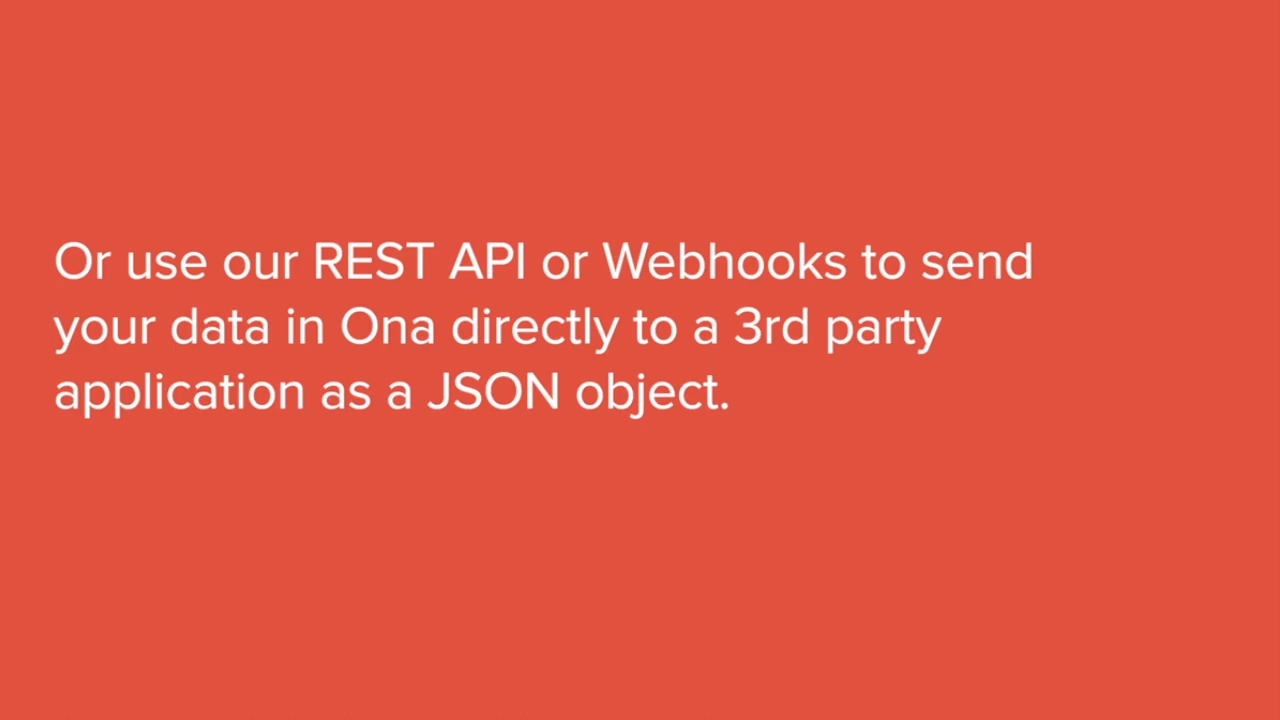 Or use our REST API or Webhooks to send
your data in Ona directly to a 3rd party
application as a JSON object.